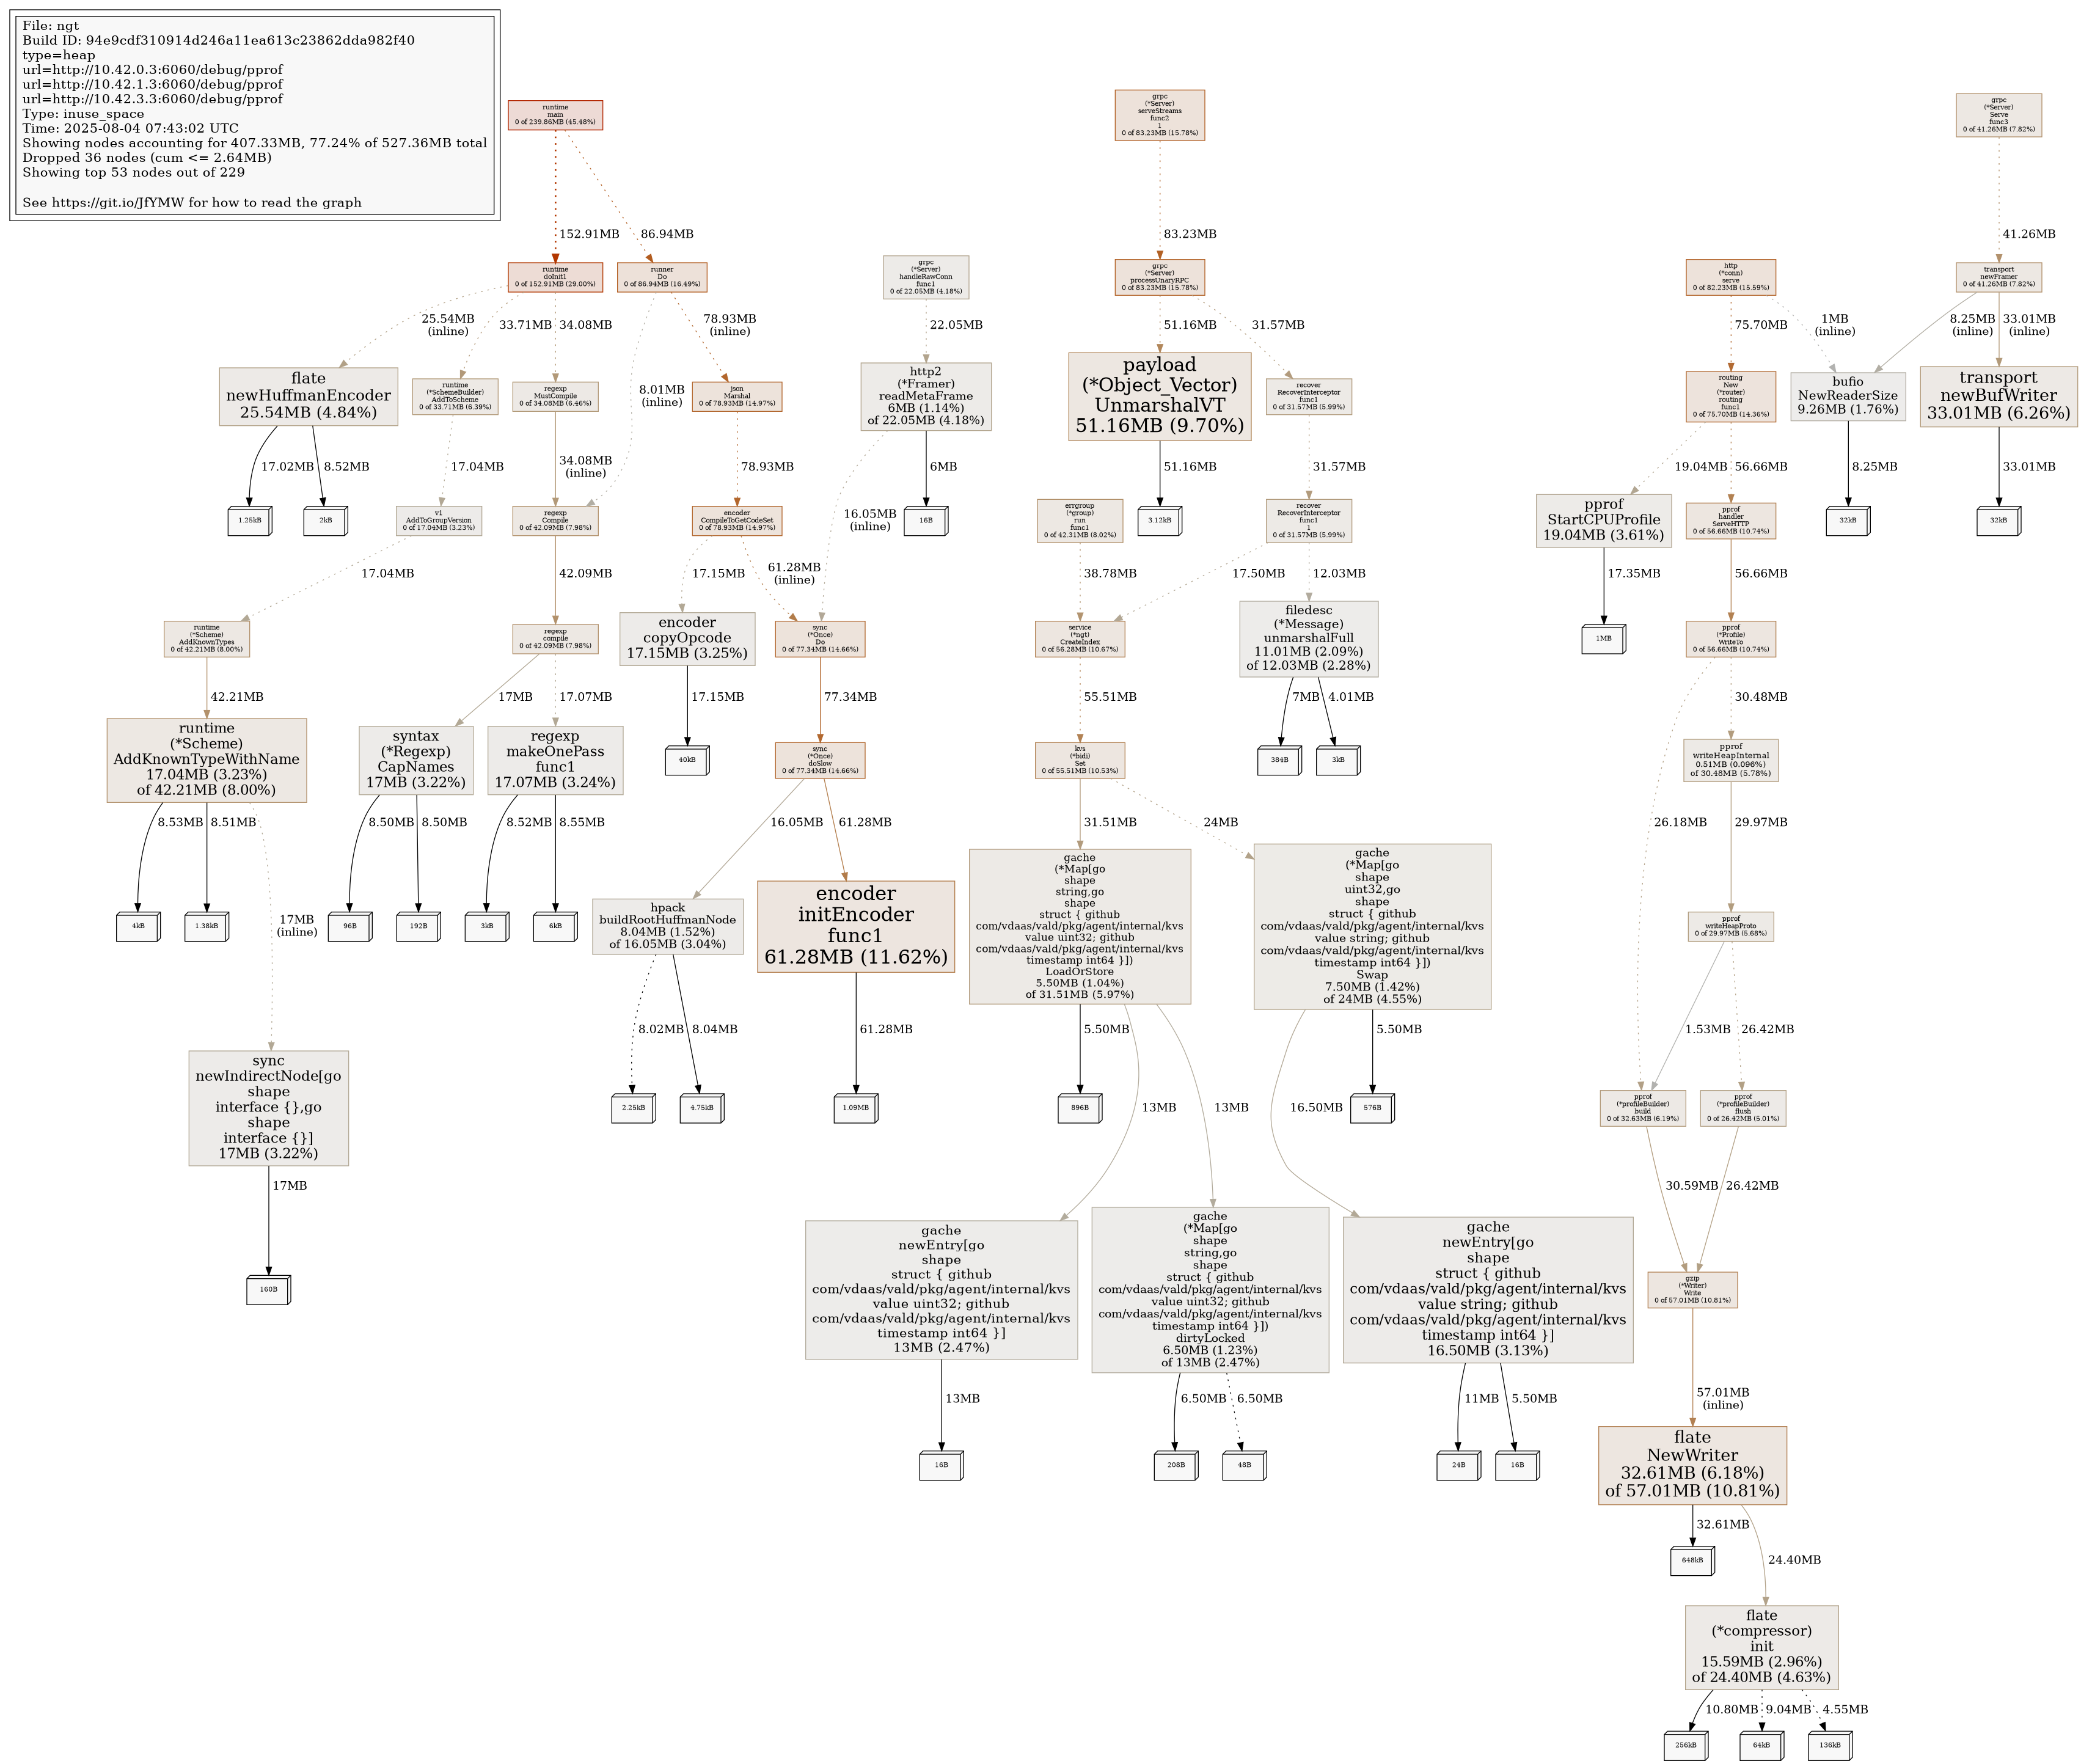 File: ngt
Build ID: 94e9cdf310914d246a11ea613c23862dda982f40
type=heap
url=http://10.42.0.3:6060/debug/pprof
url=http://10.42.1.3:6060/debug/pprof
url=http://10.42.3.3:6060/debug/pprof
Type: inuse_space
Time: 2025-08-04 07:43:02 UTC
Showing nodes accounting for 407.33MB, 77.24% of 527.36MB total
Dropped 36 nodes (cum <= 2.64MB)
Showing top 53 nodes out of 229
See https://git.io/JfYMW for how to read the graph
runtime
main
0 of 239.86MB (45.48%)
grpc
(*Server)
serveStreams
func2
1
0 of 83.23MB (15.78%)
grpc
(*Server)
Serve
func3
0 of 41.26MB (7.82%)
152.91MB
86.94MB
83.23MB
41.26MB
runtime
doInit1
0 of 152.91MB (29.00%)
runner
Do
0 of 86.94MB (16.49%)
grpc
(*Server)
handleRawConn
func1
0 of 22.05MB (4.18%)
grpc
(*Server)
processUnaryRPC
0 of 83.23MB (15.78%)
http
(*conn)
serve
0 of 82.23MB (15.59%)
transport
newFramer
0 of 41.26MB (7.82%)
25.54MB
(inline)
33.71MB
34.08MB
78.93MB
(inline)
8.01MB
(inline)
22.05MB
51.16MB
31.57MB
75.70MB
1MB
(inline)
8.25MB
(inline)
33.01MB
(inline)
flate
newHuffmanEncoder
25.54MB (4.84%)
runtime
(*SchemeBuilder)
AddToScheme
0 of 33.71MB (6.39%)
regexp
MustCompile
0 of 34.08MB (6.46%)
json
Marshal
0 of 78.93MB (14.97%)
http2
(*Framer)
readMetaFrame
6MB (1.14%)
of 22.05MB (4.18%)
payload
(*Object_Vector)
UnmarshalVT
51.16MB (9.70%)
recover
RecoverInterceptor
func1
0 of 31.57MB (5.99%)
routing
New
(*router)
routing
func1
0 of 75.70MB (14.36%)
bufio
NewReaderSize
9.26MB (1.76%)
transport
newBufWriter
33.01MB (6.26%)
17.02MB
8.52MB
17.04MB
34.08MB
(inline)
78.93MB
16.05MB
(inline)
6MB
51.16MB
31.57MB
19.04MB
56.66MB
8.25MB
33.01MB
1.25kB
2kB
v1
AddToGroupVersion
0 of 17.04MB (3.23%)
regexp
Compile
0 of 42.09MB (7.98%)
encoder
CompileToGetCodeSet
0 of 78.93MB (14.97%)
16B
errgroup
(*group)
run
func1
0 of 42.31MB (8.02%)
3.12kB
recover
RecoverInterceptor
func1
1
0 of 31.57MB (5.99%)
pprof
StartCPUProfile
19.04MB (3.61%)
pprof
handler
ServeHTTP
0 of 56.66MB (10.74%)
32kB
32kB
17.04MB
42.09MB
17.15MB
61.28MB
(inline)
38.78MB
17.50MB
12.03MB
17.35MB
56.66MB
runtime
(*Scheme)
AddKnownTypes
0 of 42.21MB (8.00%)
regexp
compile
0 of 42.09MB (7.98%)
encoder
copyOpcode
17.15MB (3.25%)
sync
(*Once)
Do
0 of 77.34MB (14.66%)
service
(*ngt)
CreateIndex
0 of 56.28MB (10.67%)
filedesc
(*Message)
unmarshalFull
11.01MB (2.09%)
of 12.03MB (2.28%)
1MB
pprof
(*Profile)
WriteTo
0 of 56.66MB (10.74%)
42.21MB
17MB
17.07MB
17.15MB
77.34MB
55.51MB
7MB
4.01MB
26.18MB
30.48MB
runtime
(*Scheme)
AddKnownTypeWithName
17.04MB (3.23%)
of 42.21MB (8.00%)
syntax
(*Regexp)
CapNames
17MB (3.22%)
regexp
makeOnePass
func1
17.07MB (3.24%)
40kB
sync
(*Once)
doSlow
0 of 77.34MB (14.66%)
kvs
(*bidi)
Set
0 of 55.51MB (10.53%)
384B
3kB
pprof
writeHeapInternal
0.51MB (0.096%)
of 30.48MB (5.78%)
8.53MB
8.51MB
17MB
(inline)
8.50MB
8.50MB
8.52MB
8.55MB
16.05MB
61.28MB
31.51MB
24MB
29.97MB
4kB
1.38kB
96B
192B
3kB
6kB
hpack
buildRootHuffmanNode
8.04MB (1.52%)
of 16.05MB (3.04%)
encoder
initEncoder
func1
61.28MB (11.62%)
gache
(*Map[go
shape
string,go
shape
struct { github
com/vdaas/vald/pkg/agent/internal/kvs
value uint32; github
com/vdaas/vald/pkg/agent/internal/kvs
timestamp int64 }])
LoadOrStore
5.50MB (1.04%)
of 31.51MB (5.97%)
gache
(*Map[go
shape
uint32,go
shape
struct { github
com/vdaas/vald/pkg/agent/internal/kvs
value string; github
com/vdaas/vald/pkg/agent/internal/kvs
timestamp int64 }])
Swap
7.50MB (1.42%)
of 24MB (4.55%)
pprof
writeHeapProto
0 of 29.97MB (5.68%)
8.02MB
8.04MB
61.28MB
5.50MB
13MB
13MB
16.50MB
5.50MB
1.53MB
26.42MB
sync
newIndirectNode[go
shape
interface {},go
shape
interface {}]
17MB (3.22%)
2.25kB
4.75kB
1.09MB
896B
576B
pprof
(*profileBuilder)
build
0 of 32.63MB (6.19%)
pprof
(*profileBuilder)
flush
0 of 26.42MB (5.01%)
17MB
30.59MB
26.42MB
160B
gache
newEntry[go
shape
struct { github
com/vdaas/vald/pkg/agent/internal/kvs
value uint32; github
com/vdaas/vald/pkg/agent/internal/kvs
timestamp int64 }]
13MB (2.47%)
gache
(*Map[go
shape
string,go
shape
struct { github
com/vdaas/vald/pkg/agent/internal/kvs
value uint32; github
com/vdaas/vald/pkg/agent/internal/kvs
timestamp int64 }])
dirtyLocked
6.50MB (1.23%)
of 13MB (2.47%)
gache
newEntry[go
shape
struct { github
com/vdaas/vald/pkg/agent/internal/kvs
value string; github
com/vdaas/vald/pkg/agent/internal/kvs
timestamp int64 }]
16.50MB (3.13%)
gzip
(*Writer)
Write
0 of 57.01MB (10.81%)
13MB
6.50MB
6.50MB
11MB
5.50MB
57.01MB
(inline)
16B
208B
48B
24B
16B
flate
NewWriter
32.61MB (6.18%)
of 57.01MB (10.81%)
32.61MB
24.40MB
648kB
flate
(*compressor)
init
15.59MB (2.96%)
of 24.40MB (4.63%)
10.80MB
9.04MB
4.55MB
256kB
64kB
136kB